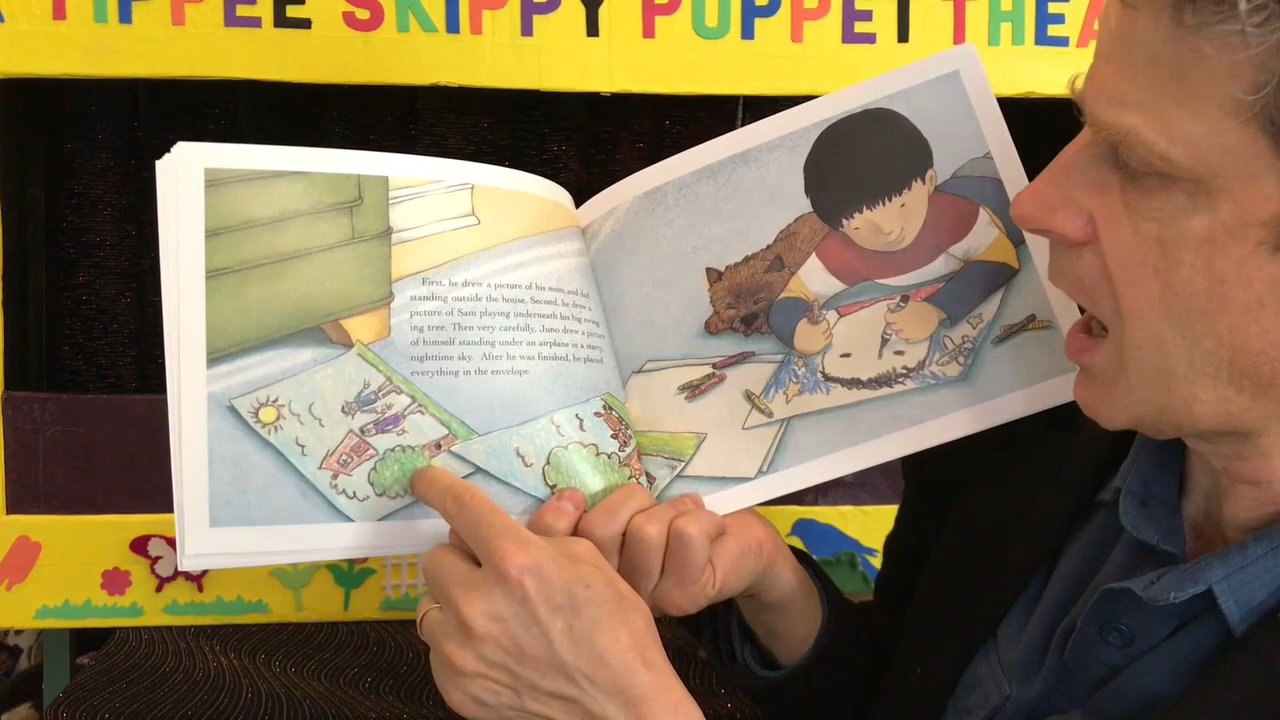 TIPPEE SKIPPY PUPPET THEA
First, he drew a picture of his mom and dad
standing outside the house. Second, he drew a
picture of Sam playing underneath his big swing
ing tree. Then very carefully, Juno drew a picture
of himself standing under an airplane in a starry,
nighttime sky. After he was finished, he placed
everything in the envelope.